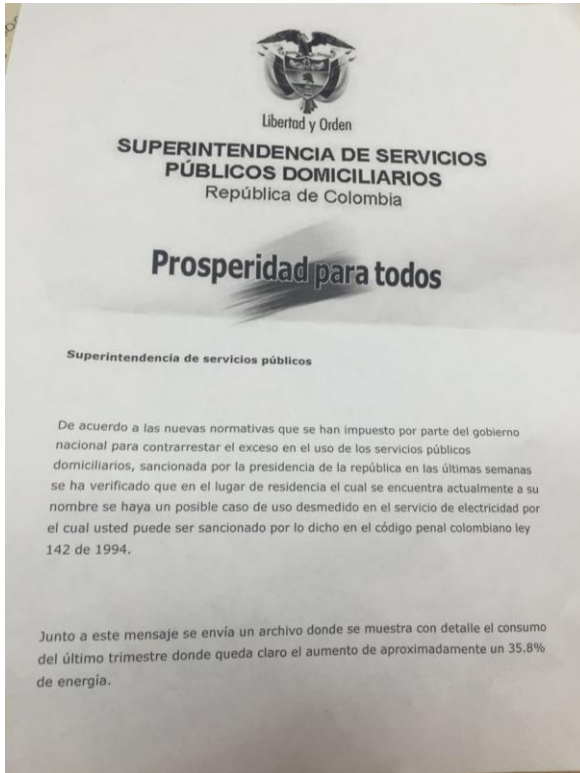 Libertad y Orden
SUPERINTENDENCIA DE SERVICIOS
PÚBLICOS DOMICILIARIOS
República de Colombia
Prosperidad para todos
Superintendencia de servicios públicos
De acuerdo a las nuevas normativas que se han impuesto por parte del gobierno
nacional para contrarrestar el exceso en el uso de los servicios públicos
domiciliarios, sancionada por la presidencia de la república en las últimas semanas
se ha verificado que en el lugar de residencia el cual se encuentra actualmente a su
nombre se haya un posible caso de uso desmedido en el servicio de electricidad por
el cual usted puede ser sancionado por lo dicho en el código penal colombiano ley
142 de 1994.
Junto a este mensaje se envía un archivo donde se muestra con detalle el consumo
del último trimestre donde queda claro el aumento de aproximadamente un 35.8%
de energía.